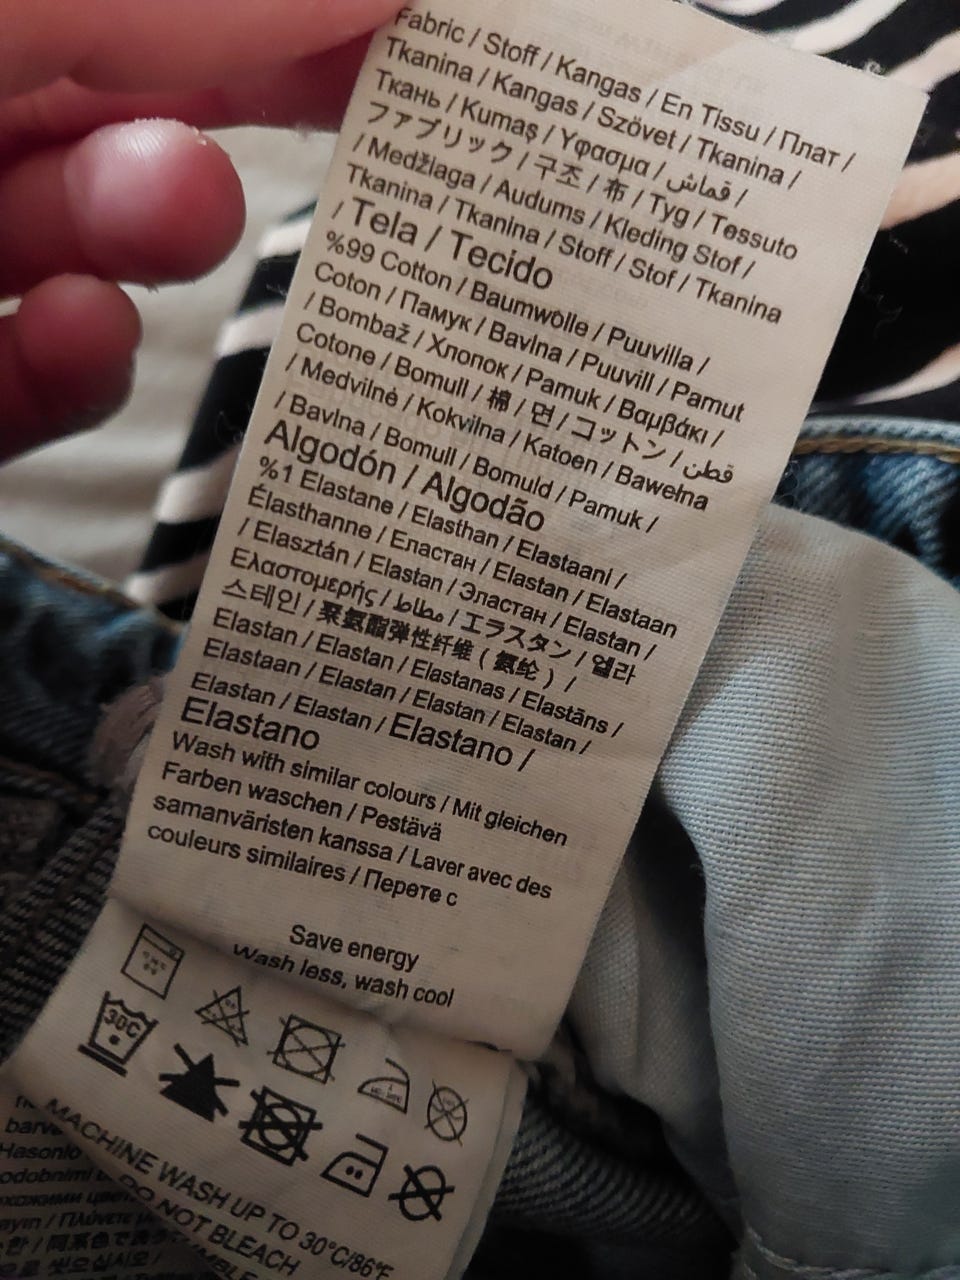 Fabric / Stoff / Kangas / En Tissu / Плат /
Tkanina / Kangas / Szövet / Tkanina /
Ткань / Kumaş / Ύφασμα / قماش /
ファブリック / 구조 / 布 / Tyg / Tessuto
/ Medžiaga / Audums / Kleding Stof /
Tkanina / Tkanina / Stoff / Stof / Tkanina
/ Tela / Tecido
%99 Cotton / Baumwolle / Puuvilla /
Coton / Памук / Bavlna / Puuvill / Pamut
/ Bombaž / Хлопок / Pamuk / Βαμβάκι /
Cotone / Bomull / 棉 / 면 / コットン / قطن
/ Medvilnė / Kokvilna / Katoen / Bawełna
/ Bavlna / Bomull / Bomuld / Pamuk /
Algodón / Algodão
%1 Elastane / Elasthan / Elastaani /
Élasthanne / Еластан / Elastan / Elastaan
/ Elasztán / Elastan / Эластан / Elastan /
Ελαστομερής / مطاط / エラスタン / 엘라
스테인 / 聚氨酯弹性纤维 ( 氨纶 ) /
Elastan / Elastan / Elastanas / Elastāns /
Elastaan / Elastan / Elastan / Elastan /
Elastan / Elastan / Elastano /
Elastano
Wash with similar colours / Mit gleichen
Farben waschen / Pestävä
samanväristen kanssa / Laver avec des
couleurs similaires / Перете с
Save energy
Wash less, wash cool
30C
MACHINE WASH UP TO 30°C/86°F
DO NOT BLEACH
Hasonló